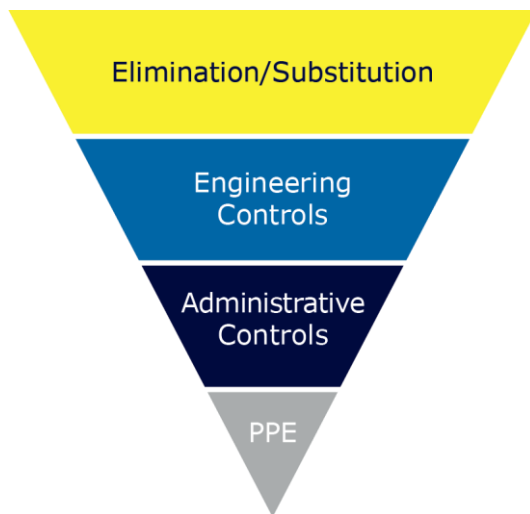 Elimination/Substitution
Engineering
Controls
Administrative
Controls
PPE